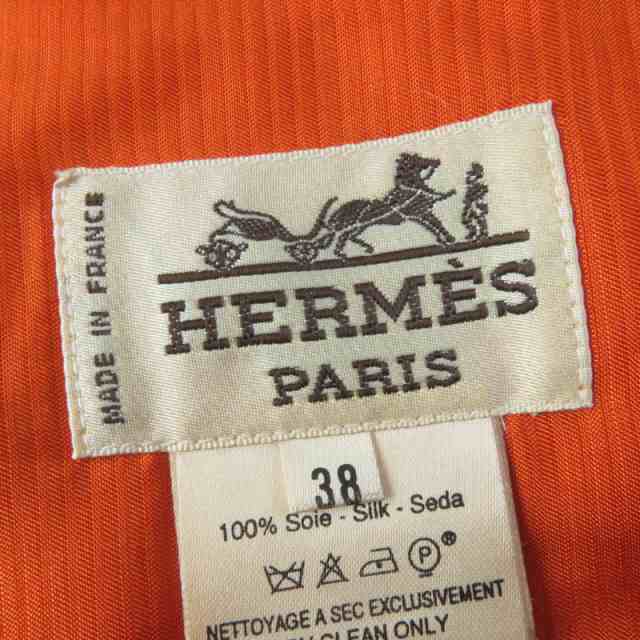 MADE IN FRANCE
HERMÈS
PARIS
38
100% Soie - Silk - Seda
P ®
NETTOYAGE A SEC EXCLUSIVEMENT
CLEAN ONLY